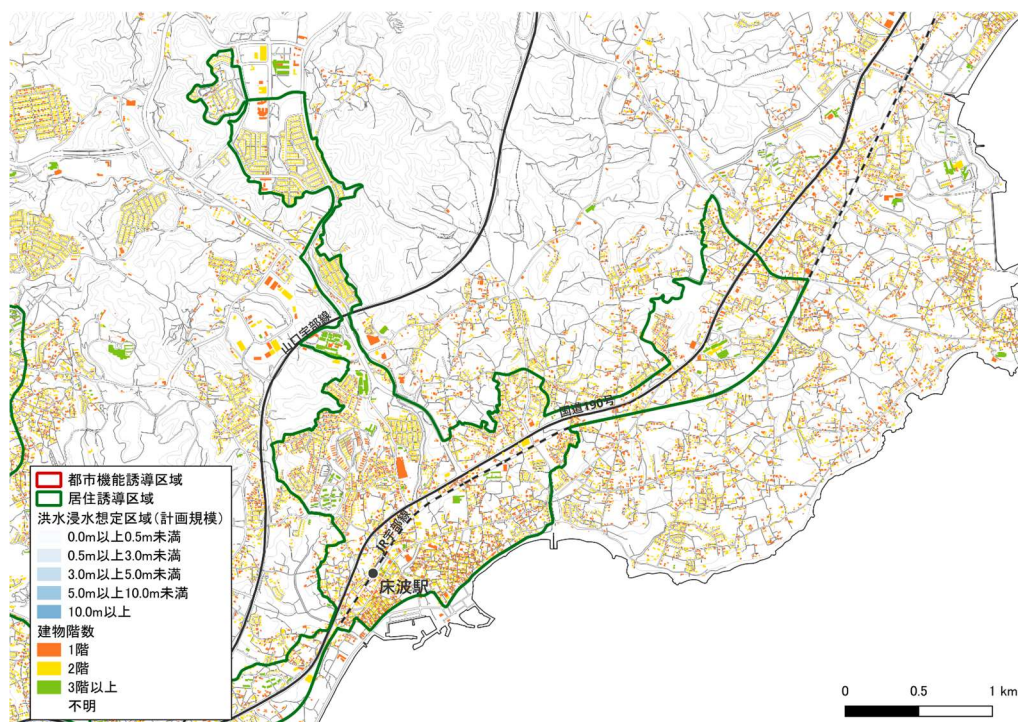 山口宇部線
国道190号
JR宇部線
床波駅
都市機能誘導区域
居住誘導区域
洪水浸水想定区域(計画規模)
0.0m以上0.5m未満
0.5m以上3.0m未満
3.0m以上5.0m未満
5.0m以上10.0m未満
10.0m以上
建物階数
1階
2階
3階以上
不明
0 0.5 1 km